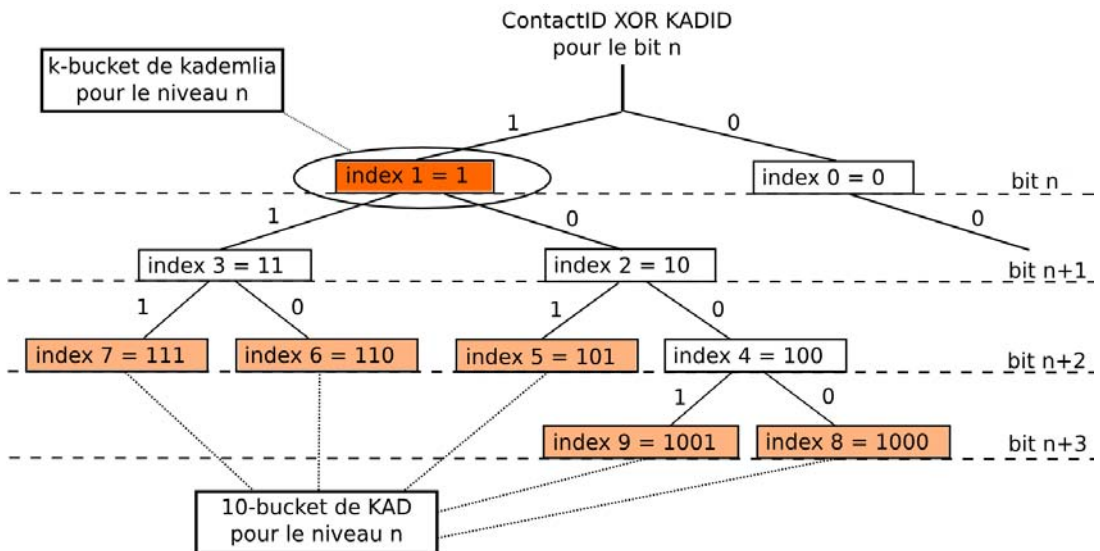 ContactID XOR KADID
pour le bit n
k-bucket de kademlia
pour le niveau n
1
0
index 1 = 1
index 0 = 0
bit n
1
0
0
index 3 = 11
index 2 = 10
bit n+1
1
0
1
0
index 7 = 111
index 6 = 110
index 5 = 101
index 4 = 100
bit n+2
1
0
index 9 = 1001
index 8 = 1000
bit n+3
10-bucket de KAD
pour le niveau n